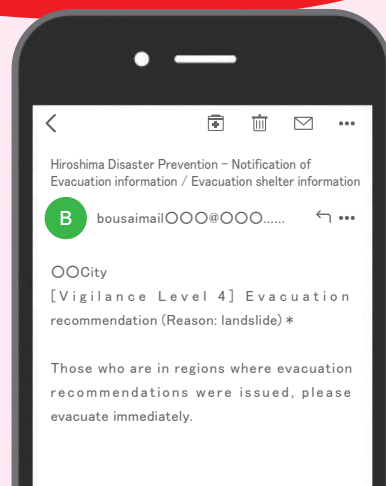 Hiroshima Disaster Prevention – Notification of
Evacuation information / Evacuation shelter information
B
bousaimail〇〇〇@〇〇〇......
〇〇City
[Vigilance Level 4] Evacuation
recommendation (Reason: landslide) *
Those who are in regions where evacuation
recommendations were issued, please
evacuate immediately.